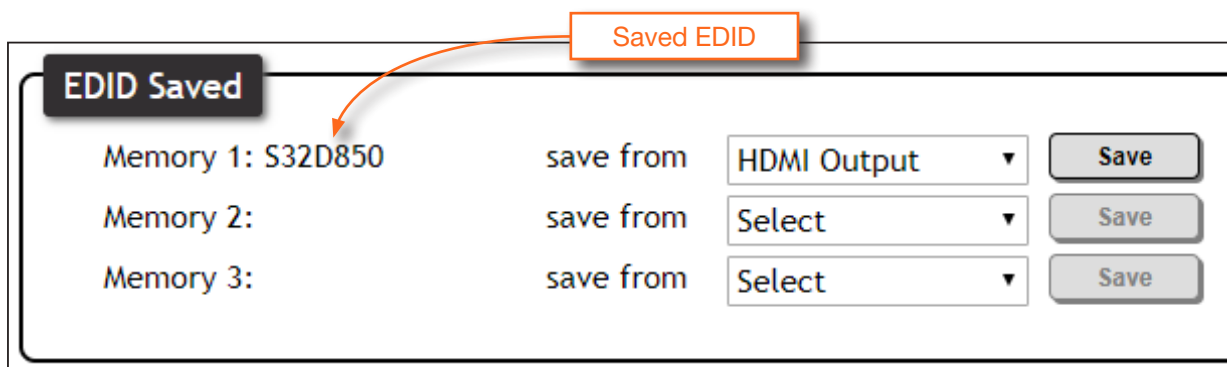 Saved EDID
EDID Saved
Memory 1: S32D850 save from HDMI Output Save
Memory 2: save from Select Save
Memory 3: save from Select Save